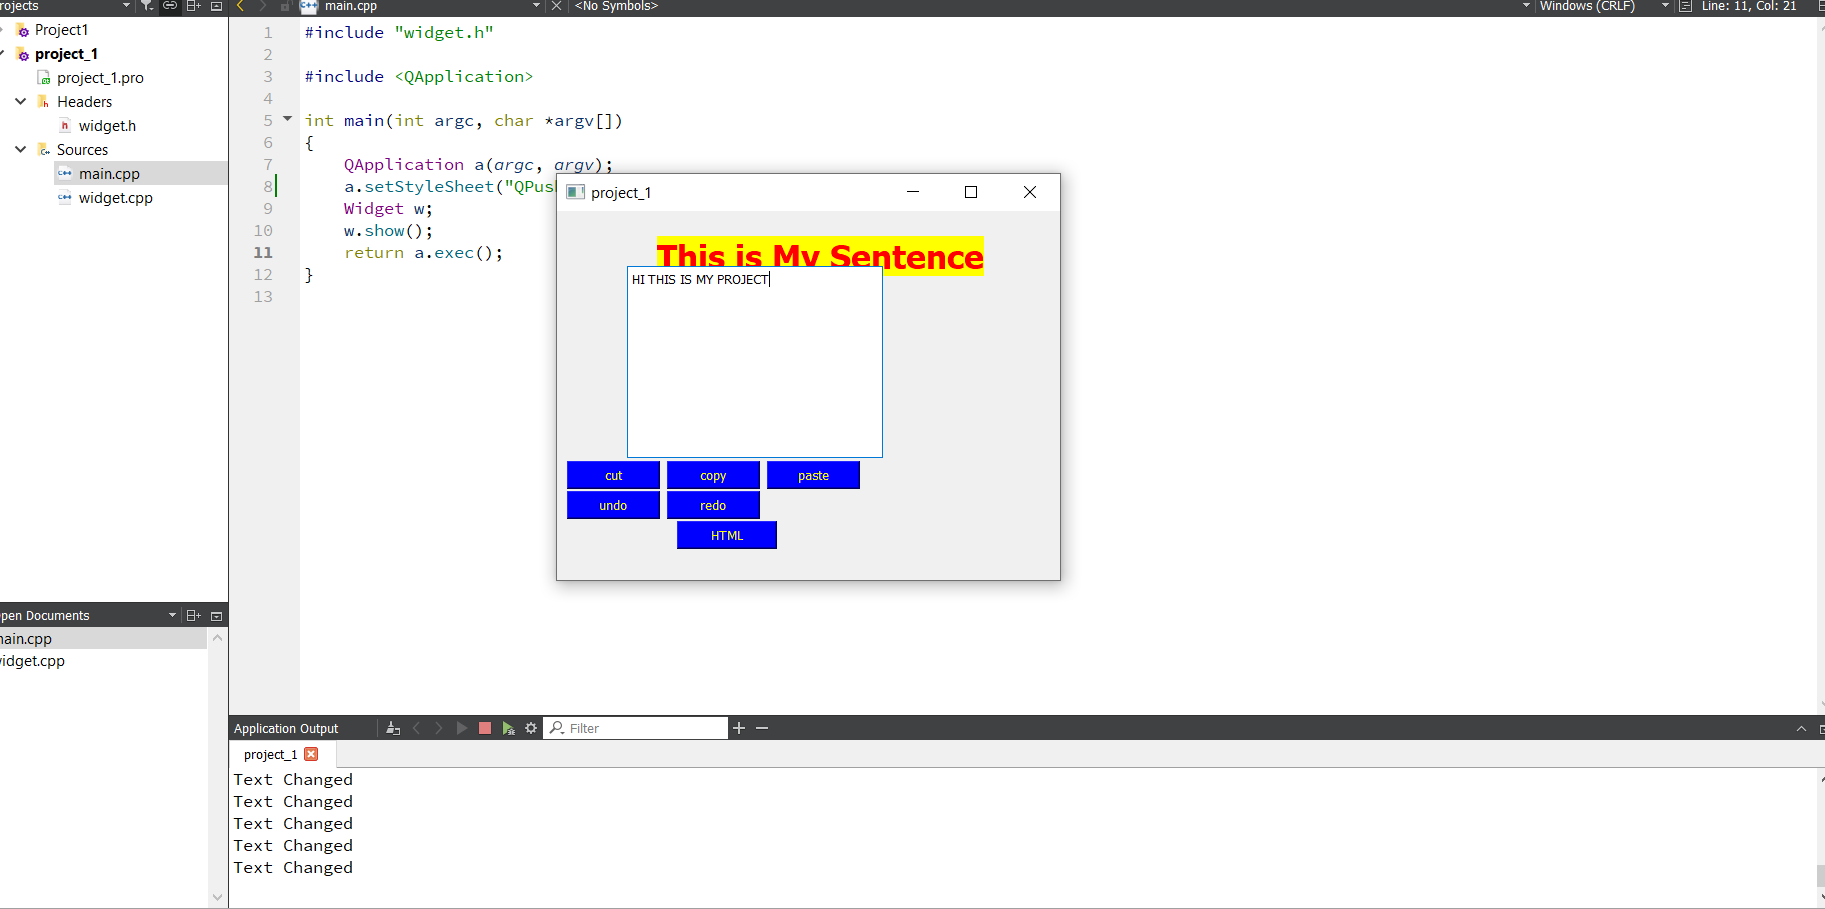 rojects
main.cpp
<No Symbols>
Windows (CRLF)
Line: 11, Col: 21
Project1
project_1
project_1.pro
Headers
widget.h
Sources
main.cpp
widget.cpp
1 #include "widget.h"
2
3 #include <QApplication>
4
5 int main(int argc, char *argv[])
6 {
7 QApplication a(argc, argv);
8 a.setStyleSheet("QPus
9 Widget w;
10 w.show();
11 return a.exec();
12 }
13
project_1
This is My Sentence
HI THIS IS MY PROJECT
cut copy paste
undo redo
HTML
pen Documents
main.cpp
widget.cpp
Application Output
Filter
project_1
Text Changed
Text Changed
Text Changed
Text Changed
Text Changed